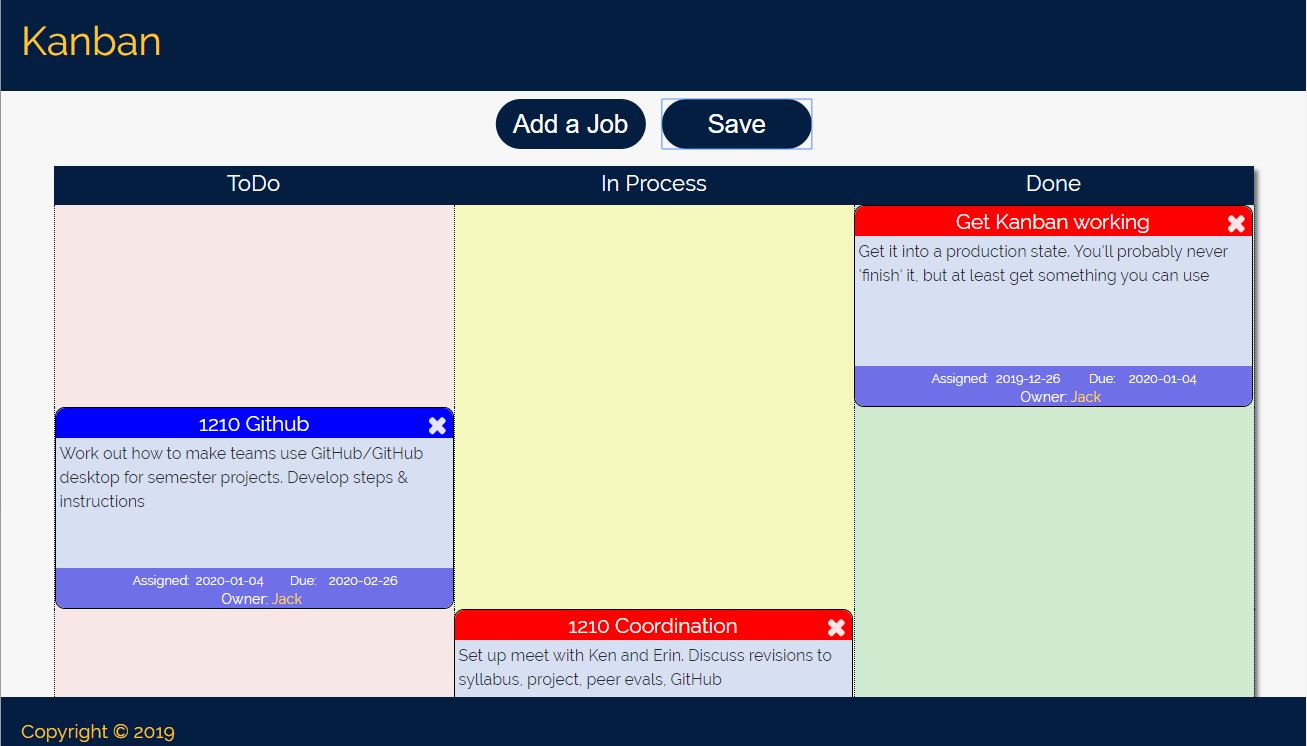 Kanban
Add a Job
Save
ToDo
In Process
Done
Get Kanban working
Get it into a production state. You'll probably never
'finish' it, but at least get something you can use
Assigned: 2019-12-26 Due: 2020-01-04
Owner: Jack
1210 Github
Work out how to make teams use GitHub/GitHub
desktop for semester projects. Develop steps &
instructions
Assigned: 2020-01-04 Due: 2020-02-26
Owner: Jack
1210 Coordination
Set up meet with Ken and Erin. Discuss revisions to
syllabus, project, peer evals, GitHub
Copyright © 2019